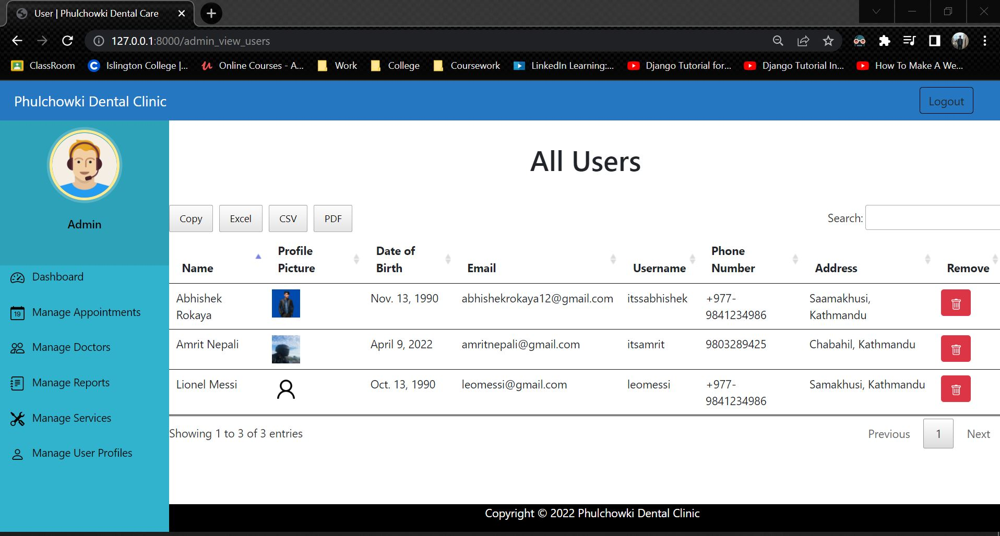 User | Phulchowki Dental Care
127.0.0.1:8000/admin_view_users
ClassRoom Islington College |... Online Courses - A... Work College Coursework LinkedIn Learning:... Django Tutorial for... Django Tutorial In... How To Make A We...
Phulchowki Dental Clinic Logout
Admin
Dashboard
19 Manage Appointments
Manage Doctors
Manage Reports
Manage Services
Manage User Profiles
All Users
Copy Excel CSV PDF Search:
Name Profile Picture Date of Birth Email Username Phone Number Address Remove
Abhishek Rokaya Nov. 13, 1990 abhishekrokaya12@gmail.com itssabhishek +977-9841234986 Saamakhusi, Kathmandu
Amrit Nepali April 9, 2022 amritnepali@gmail.com itsamrit 9803289425 Chabahil, Kathmandu
Lionel Messi Oct. 13, 1990 leomessi@gmail.com leomessi +977-9841234986 Samakhusi, Kathmandu
Showing 1 to 3 of 3 entries Previous 1 Next
Copyright © 2022 Phulchowki Dental Clinic